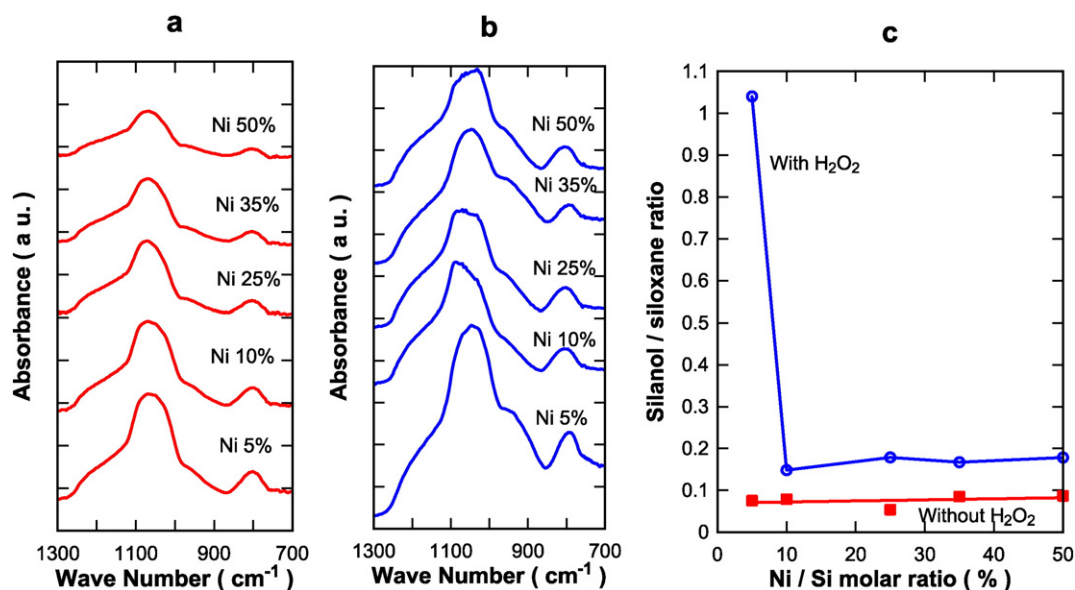 a
Absorbance ( a u. )
Ni 50%
Ni 35%
Ni 25%
Ni 10%
Ni 5%
1300 1100 900 700
Wave Number ( cm⁻¹ )
b
Absorbance ( a u. )
Ni 50%
Ni 35%
Ni 25%
Ni 10%
Ni 5%
1300 1100 900 700
Wave Number ( cm⁻¹ )
c
Silanol / siloxane ratio
1.1
1
0.9
0.8
0.7
0.6
0.5
0.4
0.3
0.2
0.1
0
With H₂O₂
Without H₂O₂
0 10 20 30 40 50
Ni / Si molar ratio ( % )